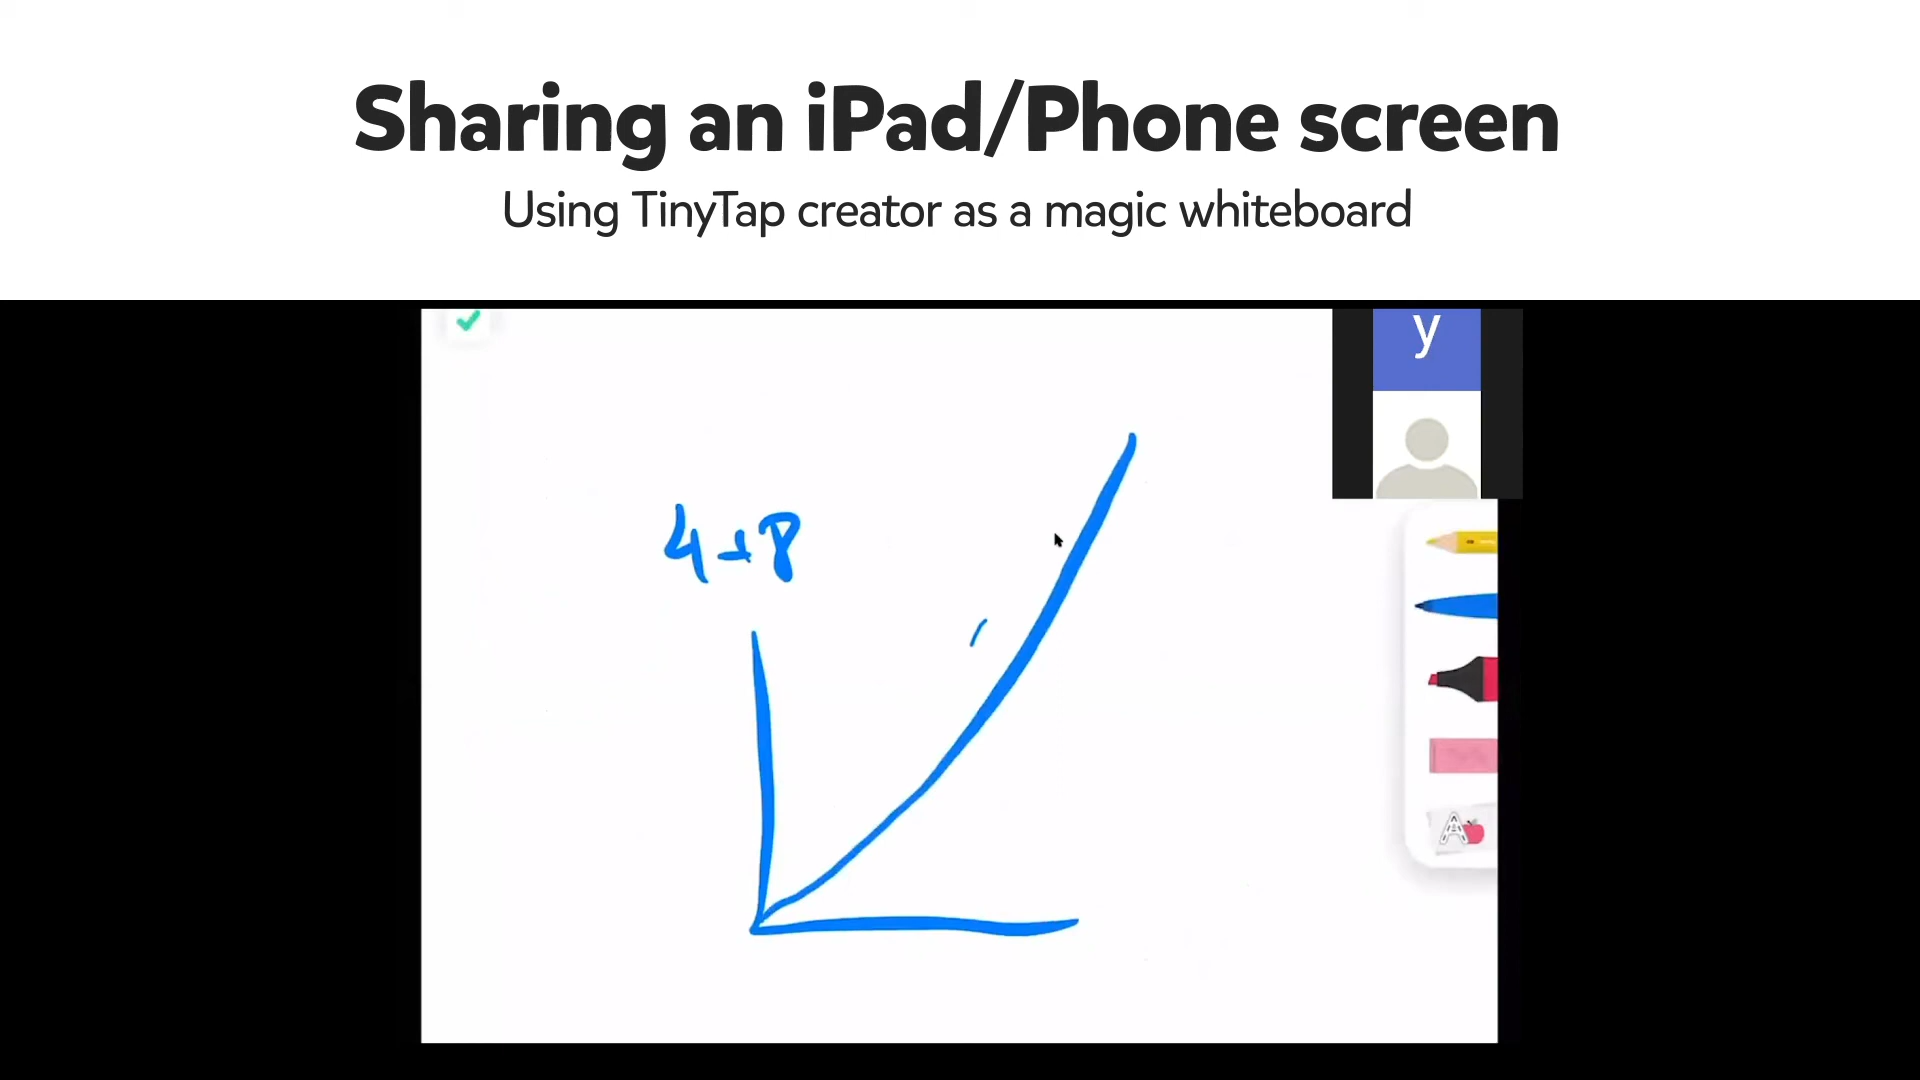 Sharing an iPad/Phone screen
Using TinyTap creator as a magic whiteboard
y
4+8
A